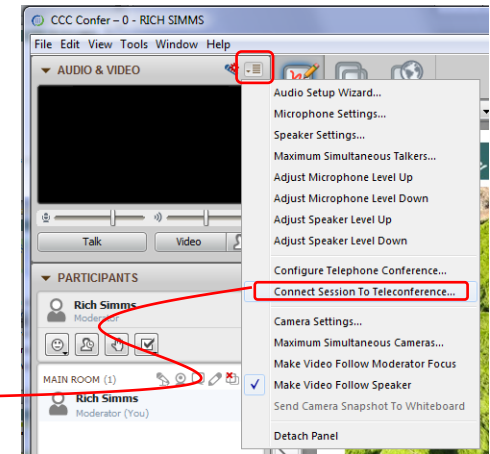 CCC Confer – 0 - RICH SIMMS
File Edit View Tools Window Help
AUDIO & VIDEO
Talk
Video
PARTICIPANTS
Rich Simms
Moderator
MAIN ROOM (1)
Rich Simms
Moderator (You)
Audio Setup Wizard...
Microphone Settings...
Speaker Settings...
Maximum Simultaneous Talkers...
Adjust Microphone Level Up
Adjust Microphone Level Down
Adjust Speaker Level Up
Adjust Speaker Level Down
Configure Telephone Conference...
Connect Session To Teleconference...
Camera Settings...
Maximum Simultaneous Cameras...
Make Video Follow Moderator Focus
Make Video Follow Speaker
Send Camera Snapshot To Whiteboard
Detach Panel